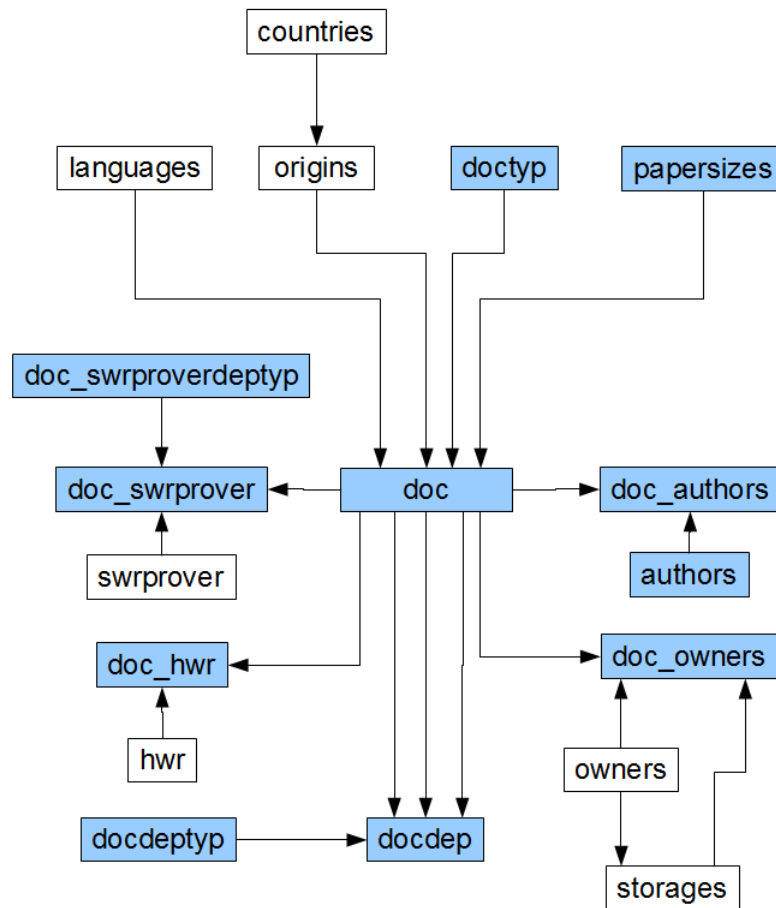 countries
languages
origins
doctyp
papersizes
doc_swrproverdeptyp
doc_swrprover
doc
doc_authors
swrprover
authors
doc_hwr
doc_owners
hwr
owners
docdeptyp
docdep
storages